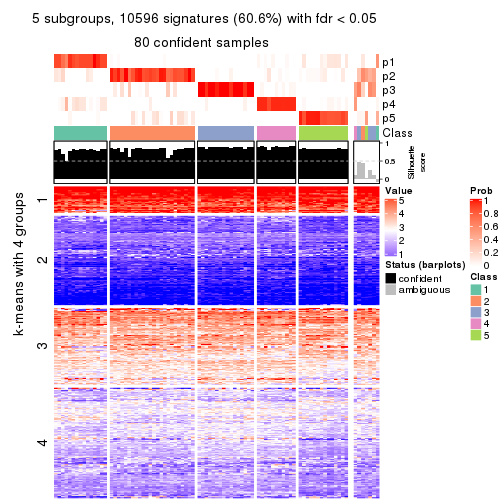 5 subgroups, 10596 signatures (60.6%) with fdr < 0.05
80 confident samples
p1
p2
p3
p4
p5
Class
1
0.5
0
Silhouette
score
k-means with 4 groups
1
2
3
4
Value
5
4
3
2
1
Status (barplots)
confident
ambiguous
Prob
1
0.8
0.6
0.4
0.2
0
Class
1
2
3
4
5